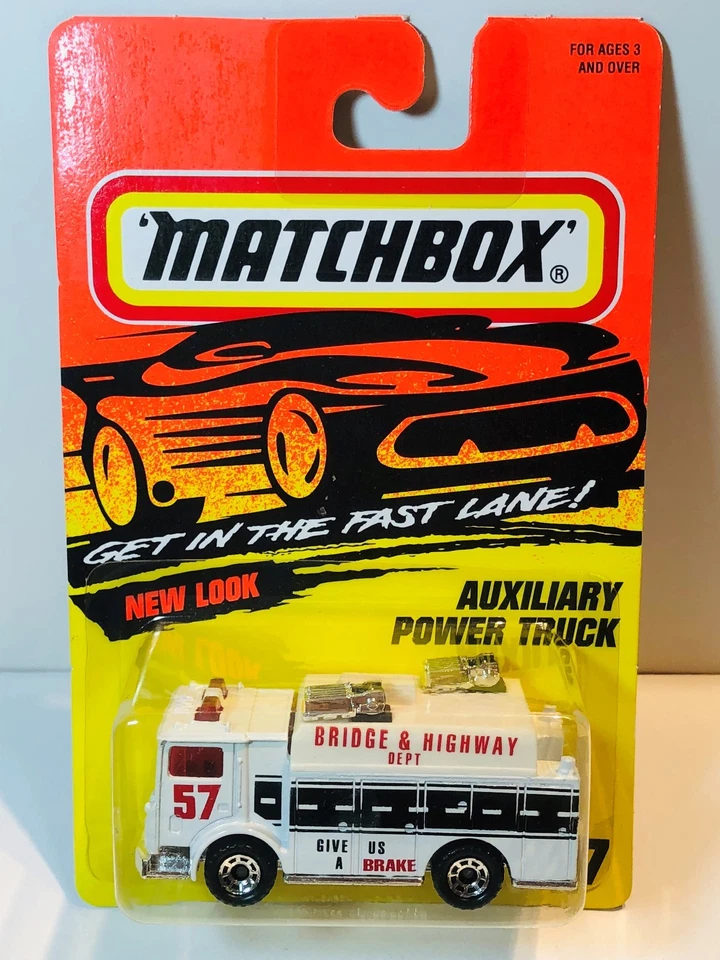 FOR AGES 3
AND OVER
'MATCHBOX'®
GET IN THE FAST LANE!
NEW LOOK
AUXILIARY
POWER TRUCK
BRIDGE & HIGHWAY
DEPT
57
GIVE US
A BRAKE
7